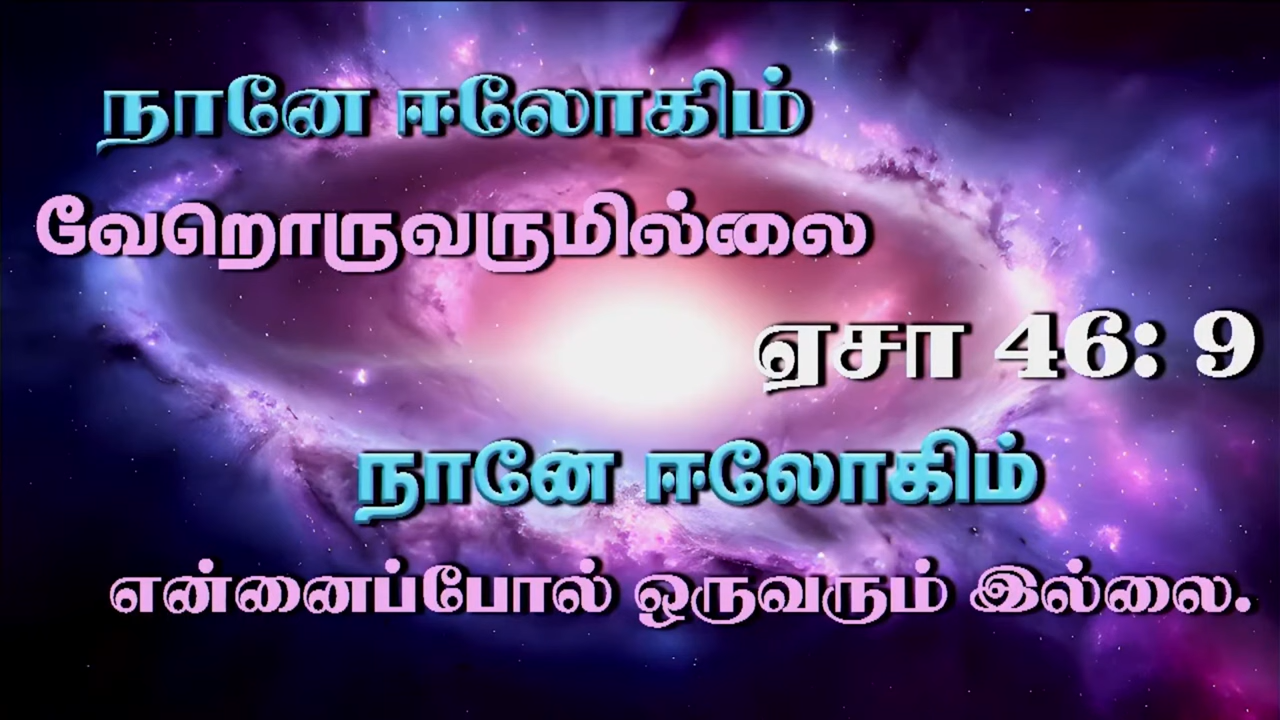 நானே ஈலோகிம்
வேறொருவருமில்லை
ஏசா 46: 9
நானே ஈலோகிம்
என்னைப்போல் ஒருவரும் இல்லை.